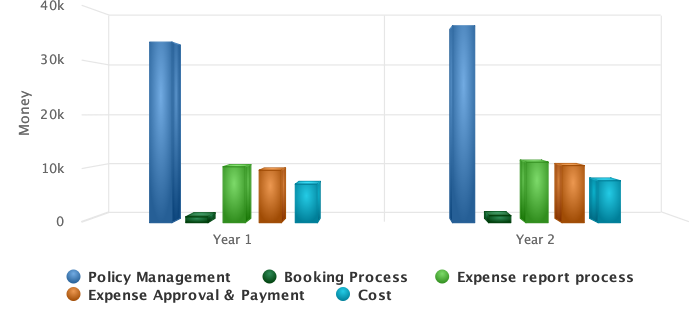 40k
30k
20k
10k
0
Money
Year 1
Year 2
Policy Management
Booking Process
Expense report process
Expense Approval & Payment
Cost